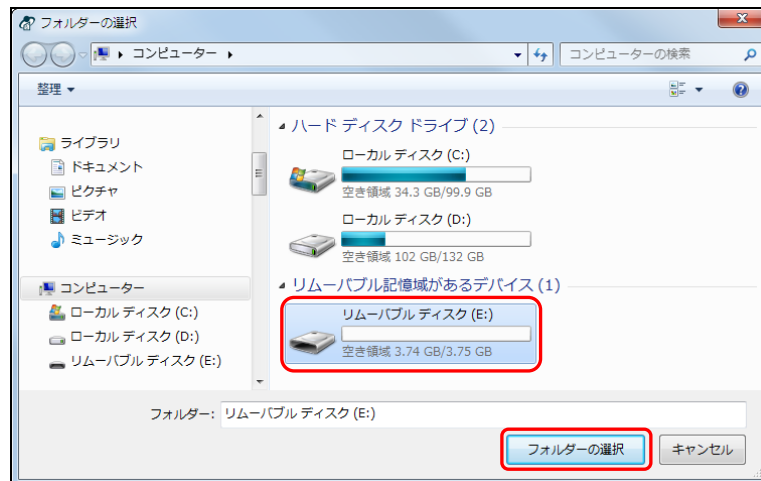 フォルダーの選択
コンピューター
コンピューターの検索
整理
ライブラリ
ドキュメント
ピクチャ
ビデオ
ミュージック
コンピューター
ローカル ディスク (C:)
ローカル ディスク (D:)
リムーバブル ディスク (E:)
ハード ディスク ドライブ (2)
ローカル ディスク (C:)
空き領域 34.3 GB/99.9 GB
ローカル ディスク (D:)
空き領域 102 GB/132 GB
リムーバブル記憶域があるデバイス (1)
リムーバブル ディスク (E:)
空き領域 3.74 GB/3.75 GB
フォルダー: リムーバブル ディスク (E:)
フォルダーの選択
キャンセル